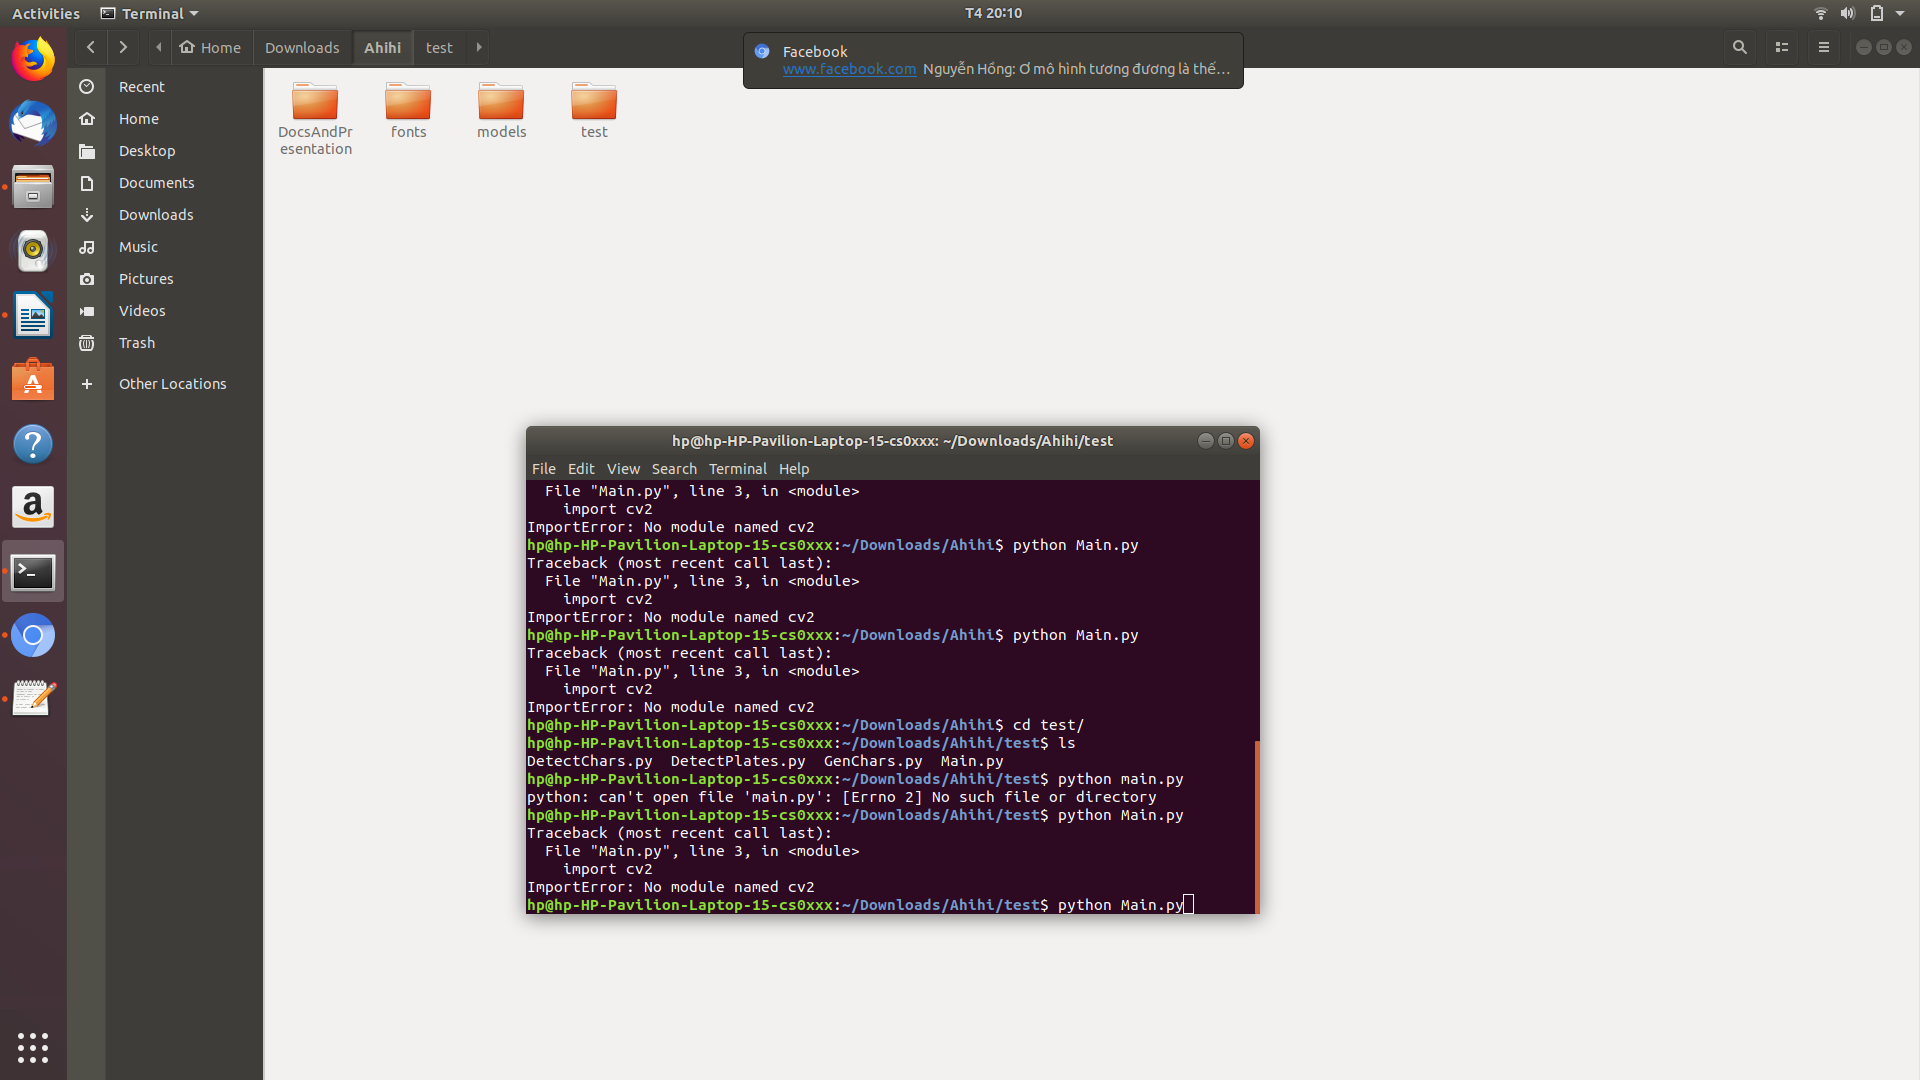 Activities
Terminal
T4 20:10
Home
Downloads
Ahihi
test
Facebook
www.facebook.com Nguyễn Hồng: Ơ mô hình tương đương là thế...
Recent
Home
Desktop
Documents
Downloads
Music
Pictures
Videos
Trash
Other Locations
DocsAndPr
esentation
fonts
models
test
hp@hp-HP-Pavilion-Laptop-15-cs0xxx: ~/Downloads/Ahihi/test
File Edit View Search Terminal Help
File "Main.py", line 3, in <module>
import cv2
ImportError: No module named cv2
hp@hp-HP-Pavilion-Laptop-15-cs0xxx:~/Downloads/Ahihi$ python Main.py
Traceback (most recent call last):
File "Main.py", line 3, in <module>
import cv2
ImportError: No module named cv2
hp@hp-HP-Pavilion-Laptop-15-cs0xxx:~/Downloads/Ahihi$ python Main.py
Traceback (most recent call last):
File "Main.py", line 3, in <module>
import cv2
ImportError: No module named cv2
hp@hp-HP-Pavilion-Laptop-15-cs0xxx:~/Downloads/Ahihi$ cd test/
hp@hp-HP-Pavilion-Laptop-15-cs0xxx:~/Downloads/Ahihi/test$ ls
DetectChars.py DetectPlates.py GenChars.py Main.py
hp@hp-HP-Pavilion-Laptop-15-cs0xxx:~/Downloads/Ahihi/test$ python main.py
python: can't open file 'main.py': [Errno 2] No such file or directory
hp@hp-HP-Pavilion-Laptop-15-cs0xxx:~/Downloads/Ahihi/test$ python Main.py
Traceback (most recent call last):
File "Main.py", line 3, in <module>
import cv2
ImportError: No module named cv2
hp@hp-HP-Pavilion-Laptop-15-cs0xxx:~/Downloads/Ahihi/test$ python Main.py